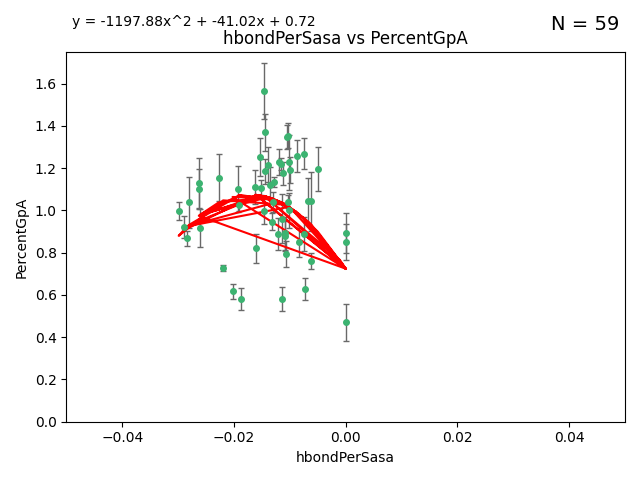 y = -1197.88x^2 + -41.02x + 0.72
N = 59
hbondPerSasa vs PercentGpA
PercentGpA
1.6
1.4
1.2
1.0
0.8
0.6
0.4
0.2
0.0
−0.04 −0.02 0.00 0.02 0.04
hbondPerSasa